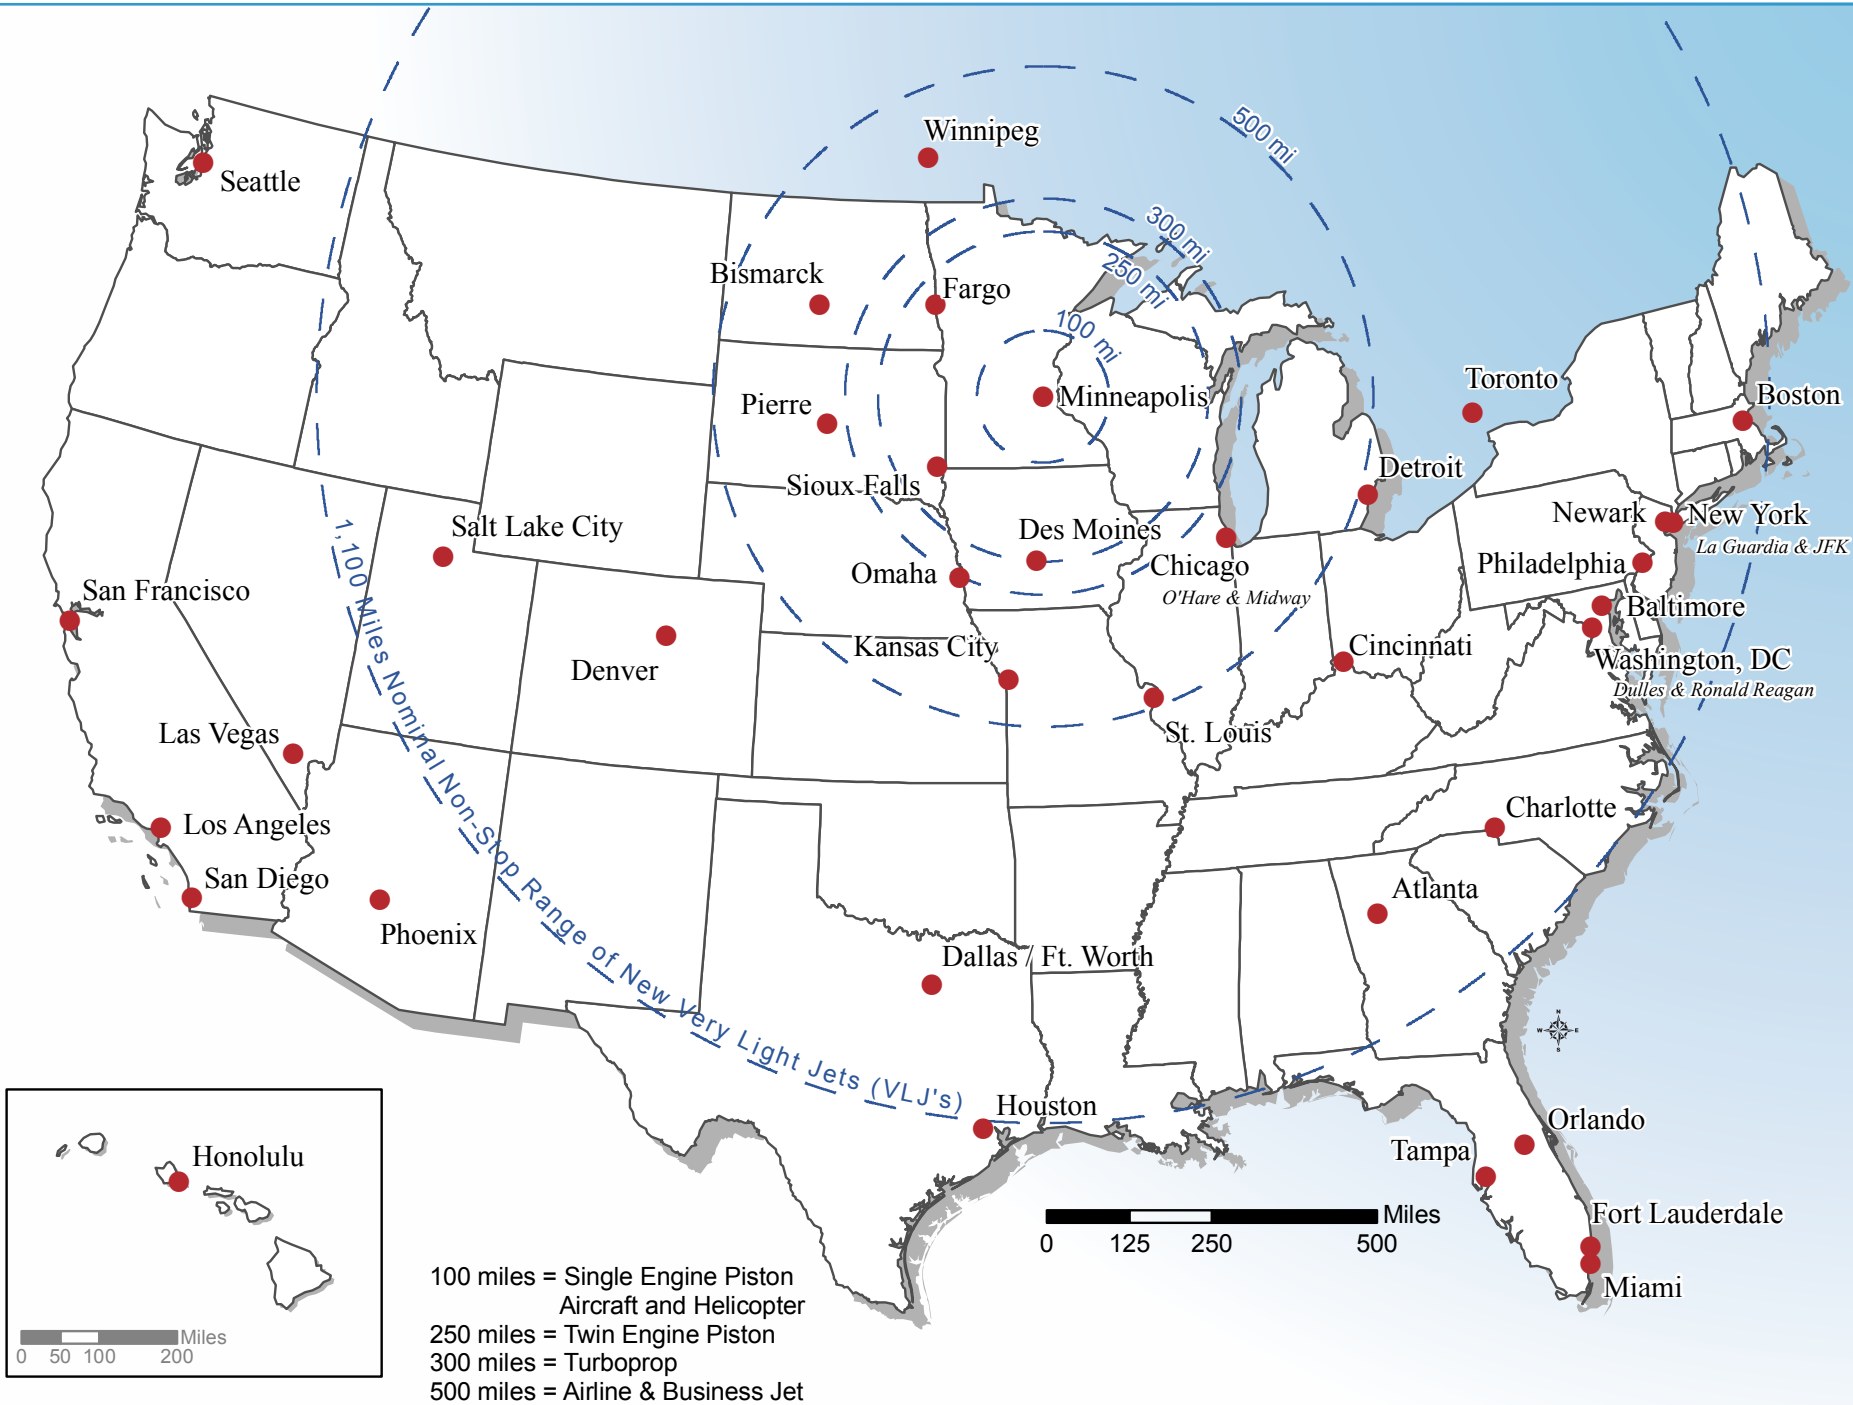 500 mi
Winnipeg
Seattle
300 mi
250 mi
Bismarck
Fargo
100 mi
Minneapolis
Toronto
Boston
Pierre
Detroit
Sioux Falls
Newark
New York
La Guardia & JFK
Salt Lake City
Des Moines
Chicago
O'Hare & Midway
Philadelphia
Omaha
San Francisco
Baltimore
Washington, DC
Dulles & Ronald Reagan
Kansas City
Cincinnati
Denver
St. Louis
Las Vegas
1,100 Miles Nominal Non-Stop Range of New Very Light Jets (VLJ's)
Los Angeles
Charlotte
San Diego
Atlanta
Phoenix
Dallas / Ft. Worth
N
W E
S
Houston
Orlando
Tampa
Honolulu
Fort Lauderdale
Miami
Miles
0 125 250 500
Miles
0 50 100 200
100 miles = Single Engine Piston
Aircraft and Helicopter
250 miles = Twin Engine Piston
300 miles = Turboprop
500 miles = Airline & Business Jet